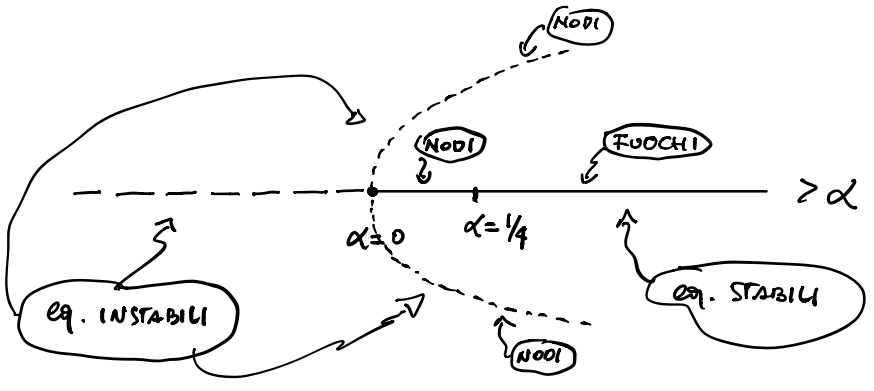 NODI
NODI
FUOCHI
> α
α=0
α=1/4
eq. INSTABILI
eq. STABILI
NODI